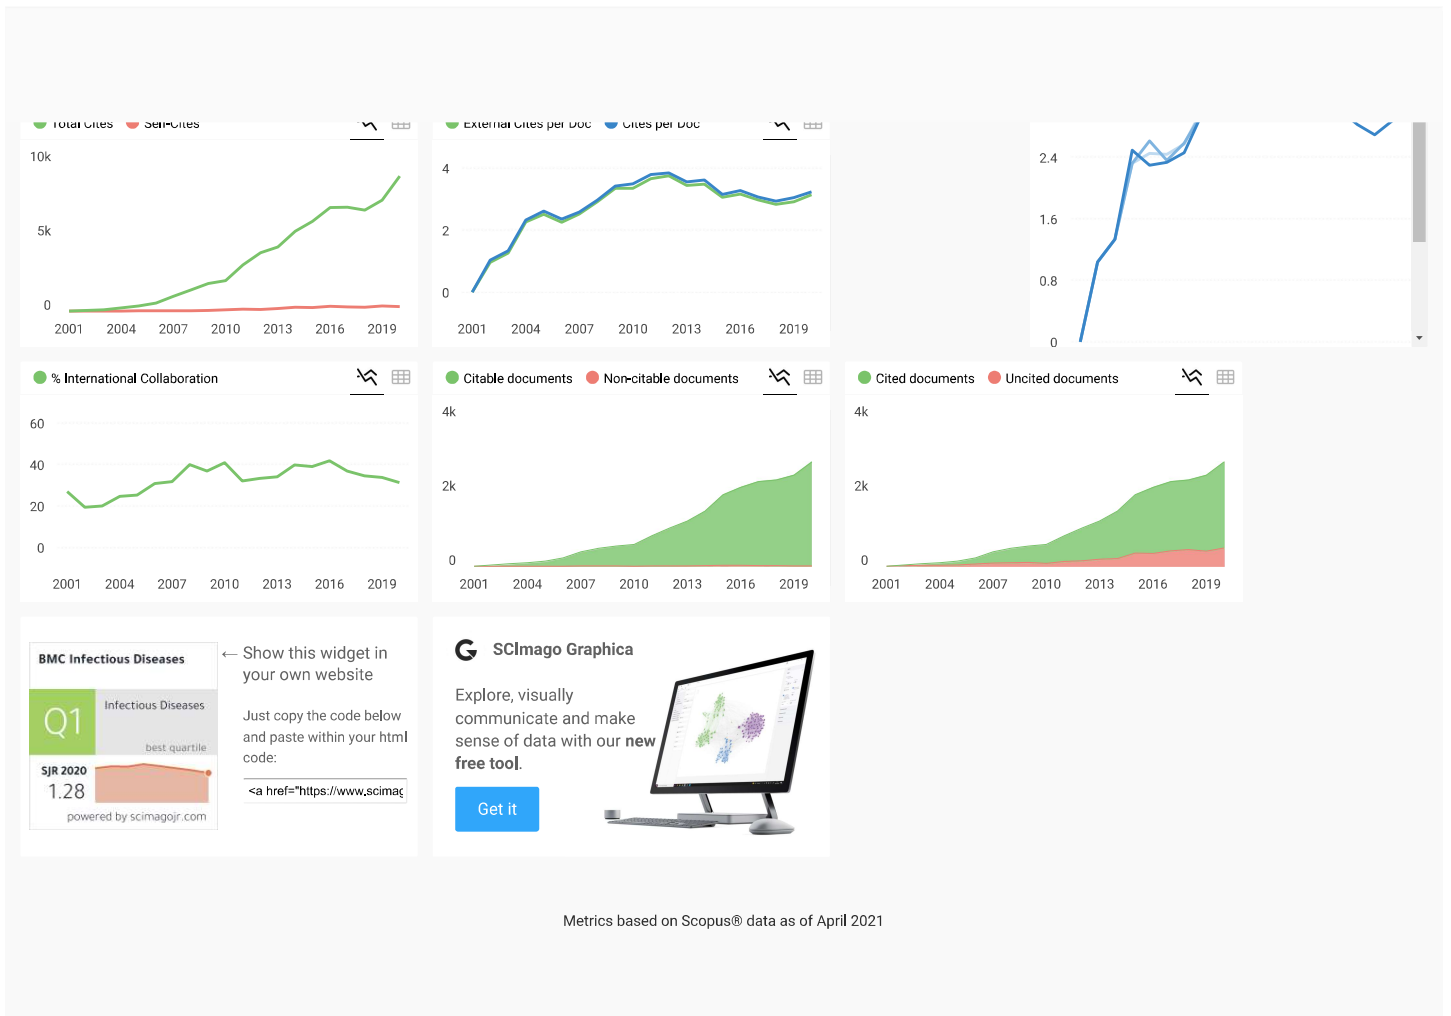 Total Cites Self-Cites
10k
5k
0
2001 2004 2007 2010 2013 2016 2019
External Cites per Doc Cites per Doc
4
2
0
2001 2004 2007 2010 2013 2016 2019
2.4
1.6
0.8
0
% International Collaboration
60
40
20
0
2001 2004 2007 2010 2013 2016 2019
Citable documents Non-citable documents
4k
2k
0
2001 2004 2007 2010 2013 2016 2019
Cited documents Uncited documents
4k
2k
0
2001 2004 2007 2010 2013 2016 2019
BMC Infectious Diseases
Q1
Infectious Diseases
best quartile
SJR 2020
1.28
powered by scimagojr.com
← Show this widget in
your own website
Just copy the code below
and paste within your html
code:
<a href="https://www.scimag
SCImago Graphica
Explore, visually
communicate and make
sense of data with our new
free tool.
Get it
Metrics based on Scopus® data as of April 2021